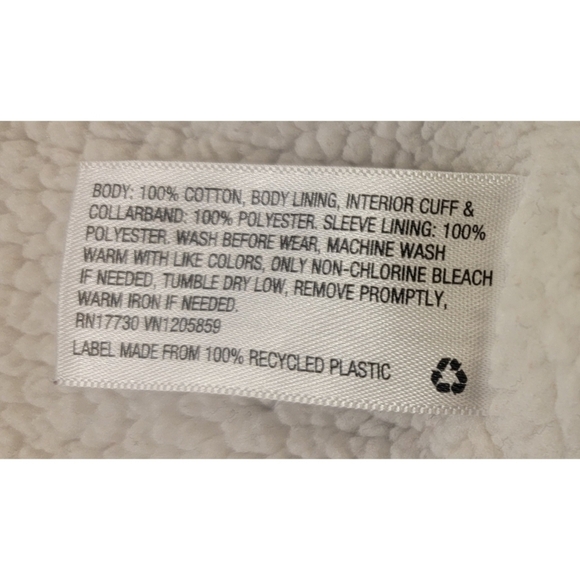 BODY: 100% COTTON, BODY LINING, INTERIOR CUFF &
COLLARBAND: 100% POLYESTER. SLEEVE LINING: 100%
POLYESTER. WASH BEFORE WEAR, MACHINE WASH
WARM WITH LIKE COLORS, ONLY NON-CHLORINE BLEACH
IF NEEDED, TUMBLE DRY LOW, REMOVE PROMPTLY,
WARM IRON IF NEEDED.
RN17730 VN1205859
LABEL MADE FROM 100% RECYCLED PLASTIC